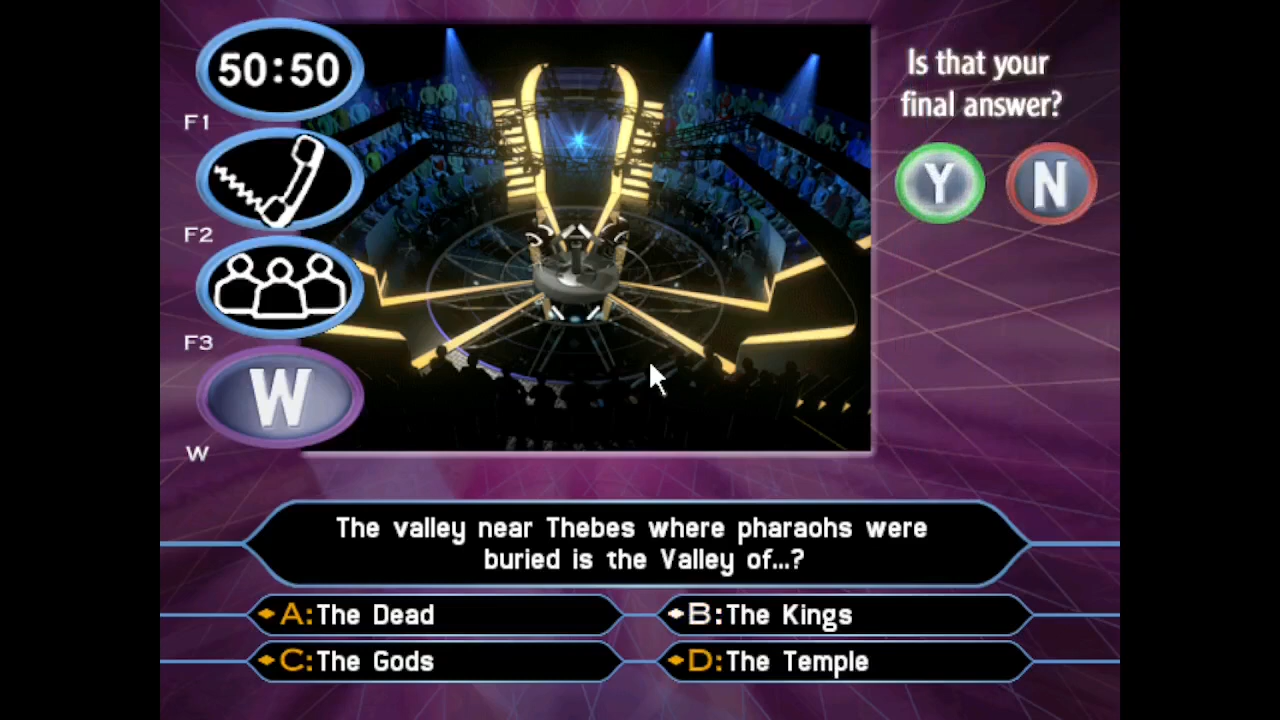 50:50
F1
F2
F3
W
W
Is that your
final answer?
Y N
The valley near Thebes where pharaohs were
buried is the Valley of...?
A:The Dead
B:The Kings
C:The Gods
D:The Temple